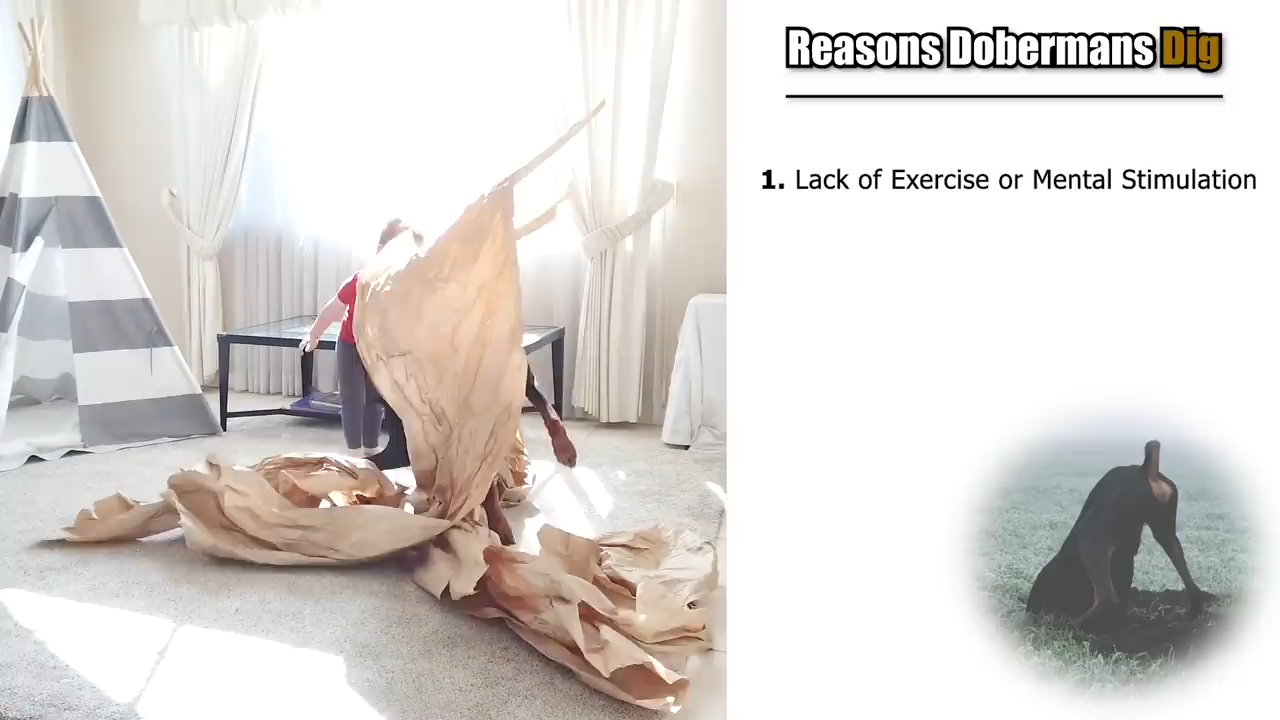 Reasons Dobermans Dig
1. Lack of Exercise or Mental Stimulation